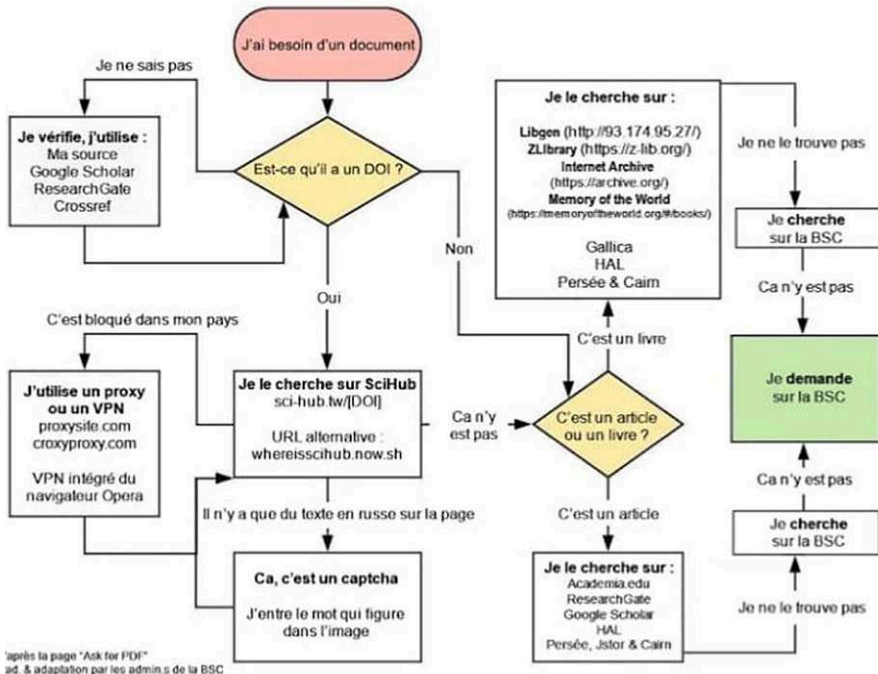 J'ai besoin d'un document
Je ne sais pas
Je vérifie, j'utilise :
Ma source
Google Scholar
ResearchGate
Crossref
Est-ce qu'il a un DOI ?
Non
Oui
C'est bloqué dans mon pays
J'utilise un proxy
ou un VPN
proxysite.com
croxyproxy.com
VPN intégré du
navigateur Opera
Je le cherche sur SciHub
sci-hub.tw/[DOI]
URL alternative :
whereisscihub.now.sh
Il n'y a que du texte en russe sur la page
Ca, c'est un captcha
J'entre le mot qui figure
dans l'image
Ca n'y
est pas
C'est un article
ou un livre ?
C'est un livre
Je le cherche sur :
Libgen (http://93.174.95.27/)
ZLibrary (https://z-lib.org/)
Internet Archive
(https://archive.org/)
Memory of the World
(https://memoryoftheworld.org/#/books/)
Gallica
HAL
Persée & Cairn
Je ne le trouve pas
Je cherche
sur la BSC
Ca n'y est pas
Je demande
sur la BSC
C'est un article
Je le cherche sur :
Academia.edu
ResearchGate
Google Scholar
HAL
Persée, Jstor & Cairn
Je ne le trouve pas
Je cherche
sur la BSC
Ca n'y est pas
'après la page "Ask for PDF"
ad. & adaptation par les admin.s de la BSC